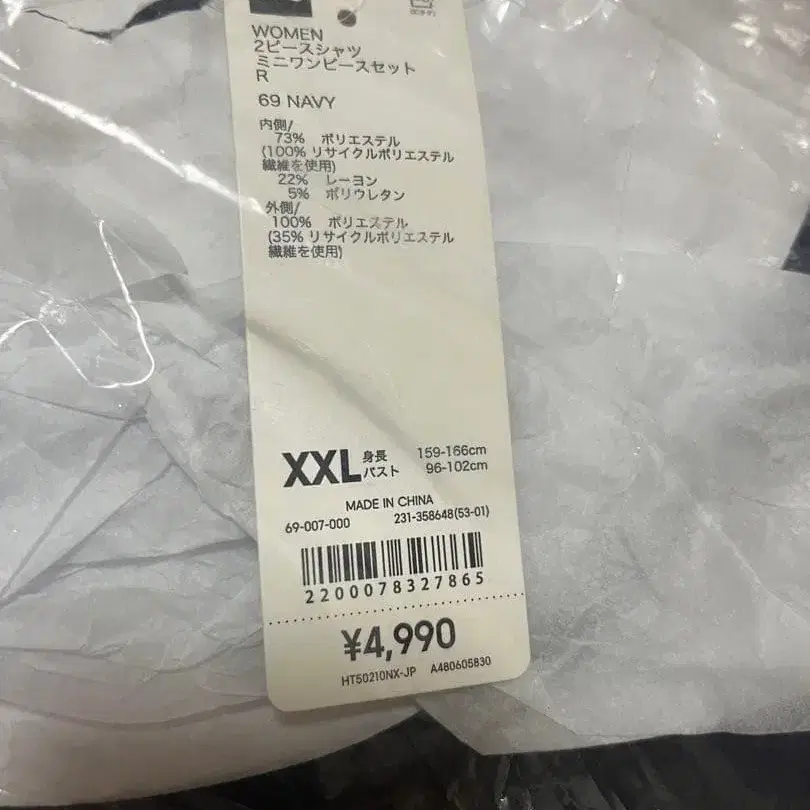 WOMEN
2ピースシャツ
ミニワンピースセット
R
69 NAVY
内側/
73% ポリエステル
(100% リサイクルポリエステル
繊維を使用)
22% レーヨン
5% ポリウレタン
外側/
100% ポリエステル
(35% リサイクルポリエステル
繊維を使用)
XXL 身長 159-166cm
バスト 96-102cm
MADE IN CHINA
69-007-000 231-358648(53-01)
2200078327865
¥4,990
HT50210NX-JP A480605830